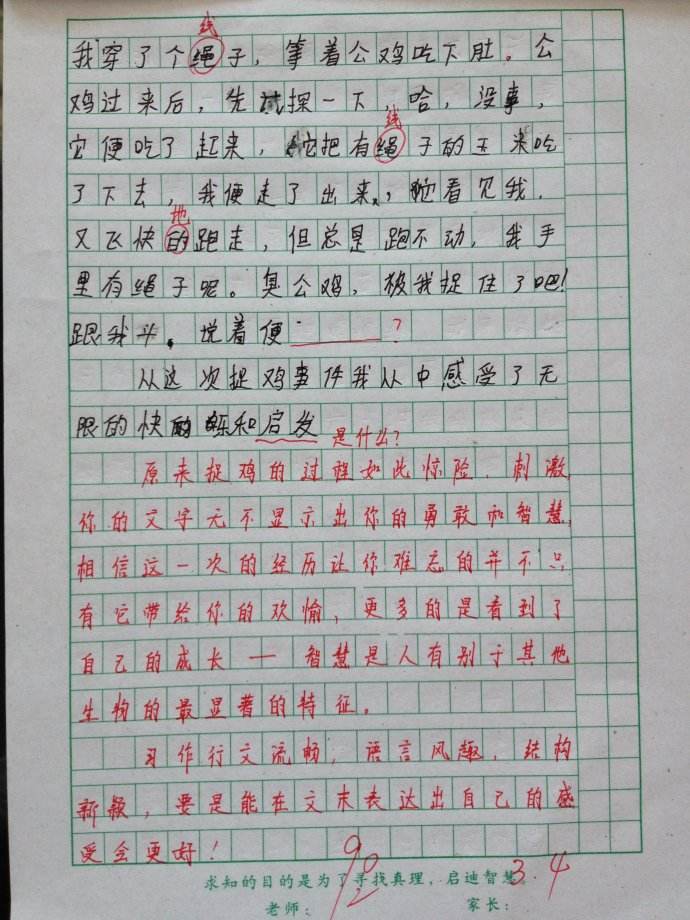 线
我穿了个绳子，拿着公鸡吃下肚。公
鸡过来后，先试探一下，哈，没事，
线
它便吃了起来，它把有绳子的玉米吃
了下去，我便走了出来，它看见我，
地
又飞快的跑走，但总是跑不动，我手
里有绳子呢。臭公鸡，被我捉住了吧！
跟我斗。说着便 ？
从这次捉鸡事件我从中感受了无
限的快乐和启发 是什么？
原来捉鸡的过程如此惊险、刺激，
你的文字无不显示出你的勇敢和智慧，
相信这一次的经历让你难忘的并不只
有它带给你的欢愉，更多的是看到了
自己的成长——智慧是人有别于其他
生物的最显著的特征。
习作行文流畅，语言风趣，结构
新颖，要是能在文末表达出自己的感
受会更好！
92
3.4
求知的目的是为了寻找真理，启迪智慧。
老师： 家长：